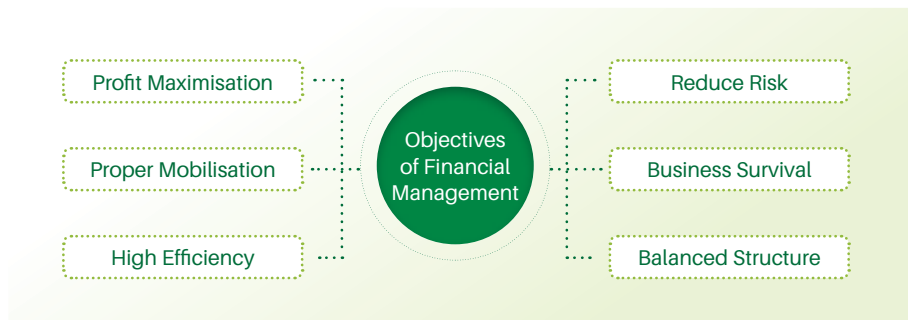 Profit Maximisation
Proper Mobilisation
High Efficiency
Objectives
of Financial
Management
Reduce Risk
Business Survival
Balanced Structure